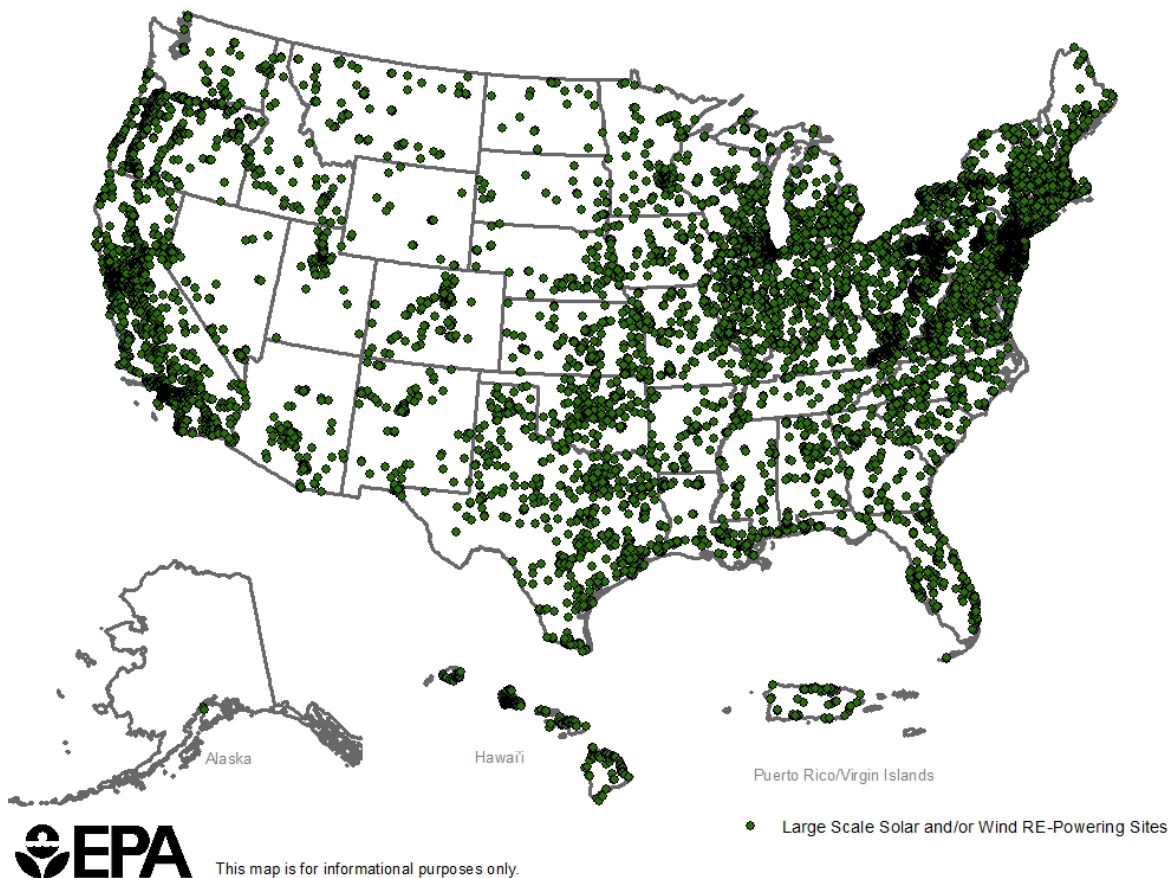 Alaska
Hawai'i
Puerto Rico/Virgin Islands
Large Scale Solar and/or Wind RE-Powering Sites
EPA
This map is for informational purposes only.